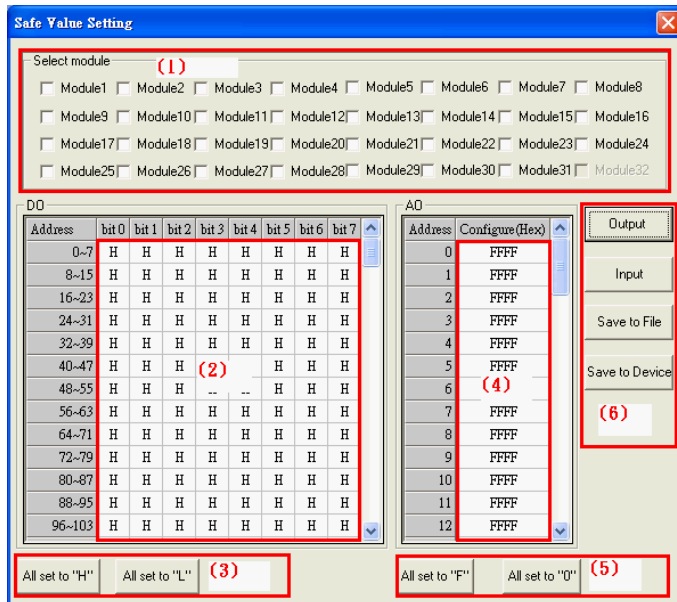 Safe Value Setting
Select module
(1)
Module1 Module2 Module3 Module4 Module5 Module6 Module7 Module8
Module9 Module10 Module11 Module12 Module13 Module14 Module15 Module16
Module17 Module18 Module19 Module20 Module21 Module22 Module23 Module24
Module25 Module26 Module27 Module28 Module29 Module30 Module31 Module32
DO
Address bit 0 bit 1 bit 2 bit 3 bit 4 bit 5 bit 6 bit 7
0~7 H H H H H H H H
8~15 H H H H H H H H
16~23 H H H H H H H H
24~31 H H H H H H H H
32~39 H H H H H H H H
40~47 H H H H H H
(2)
48~55 H H H -- -- H H H
56~63 H H H H H H H H
64~71 H H H H H H H H
72~79 H H H H H H H H
80~87 H H H H H H H H
88~95 H H H H H H H H
96~103 H H H H H H H H
All set to "H" All set to "L" (3)
AO
Address Configure(Hex)
0 FFFF
1 FFFF
2 FFFF
3 FFFF
4 FFFF
5 FFFF
6 (4)
7 FFFF
8 FFFF
9 FFFF
10 FFFF
11 FFFF
12 FFFF
All set to "F" All set to "0" (5)
Output
Input
Save to File
Save to Device
(6)